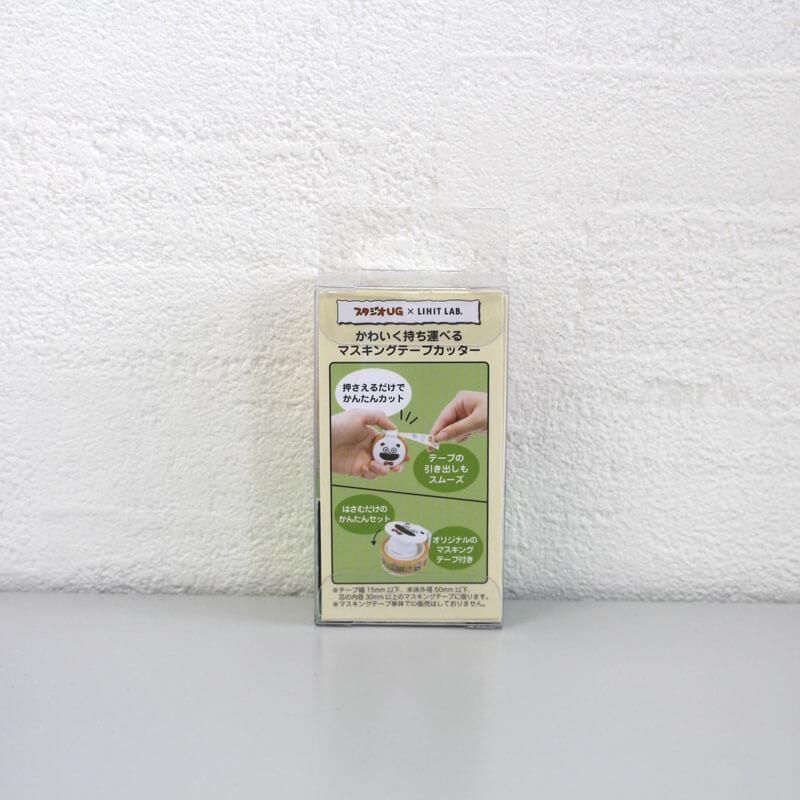 スタジオUG × LIHIT LAB.
かわいく持ち運べる
マスキングテープカッター
押さえるだけで
かんたんカット
テープの
引き出しも
スムーズ
はさむだけの
かんたんセット
オリジナルの
マスキング
テープ付き
※テープ幅 15mm 以下、本体外径 50mm 以下、
芯の内径 30mm 以上のマスキングテープに限ります。
※マスキングテープ単体での販売はしておりません。